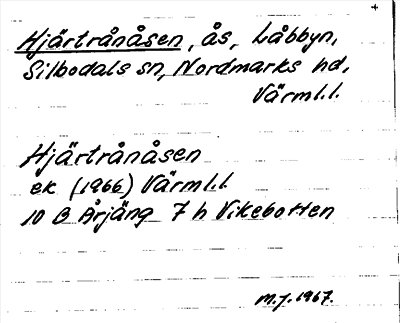 +
Hjärtrånåsen, ås, Låbbyn,
Silbodals sn, Nordmarks hd,
Värml.l.
Hjärtrånåsen
ek (1966) Värml.l.
10 B Årjäng 7 h Vikebotten
M.J. 1967.